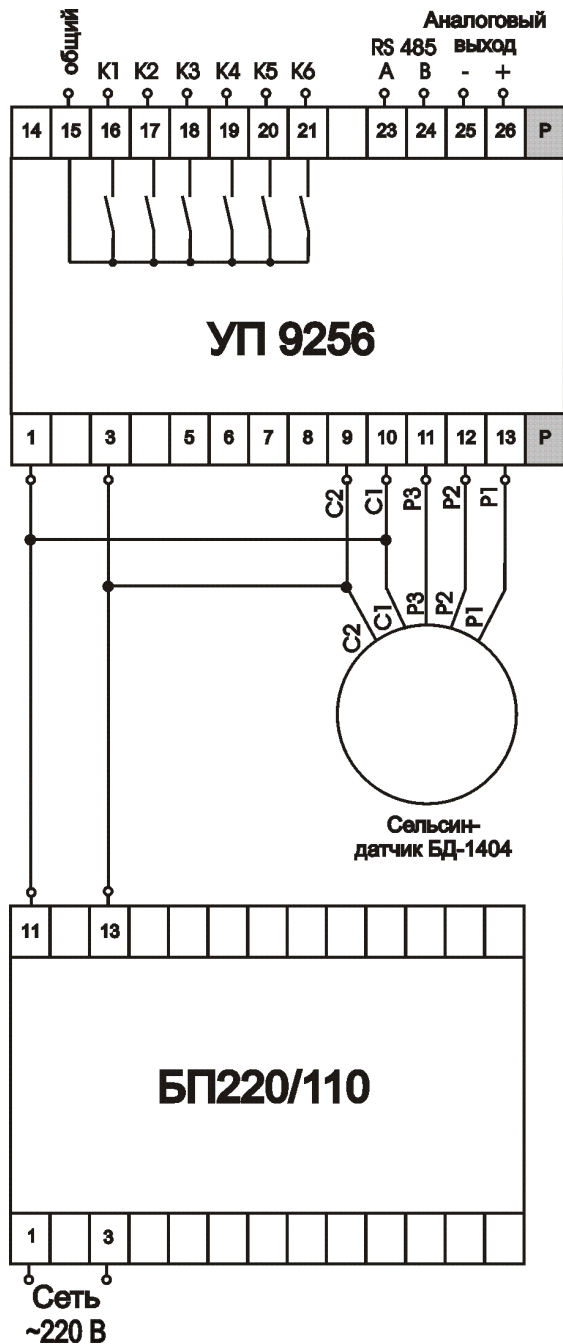 Аналоговый
общий
RS 485 выход
К1 К2 К3 К4 К5 К6 А В - +
14 15 16 17 18 19 20 21 23 24 25 26 Р
УП 9256
1 3 5 6 7 8 9 10 11 12 13 Р
С2 С1 Р3 Р2 Р1
С2 С1 Р3 Р2 Р1
Сельсин-
датчик БД-1404
11 13
БП220/110
1 3
Сеть
~220 В